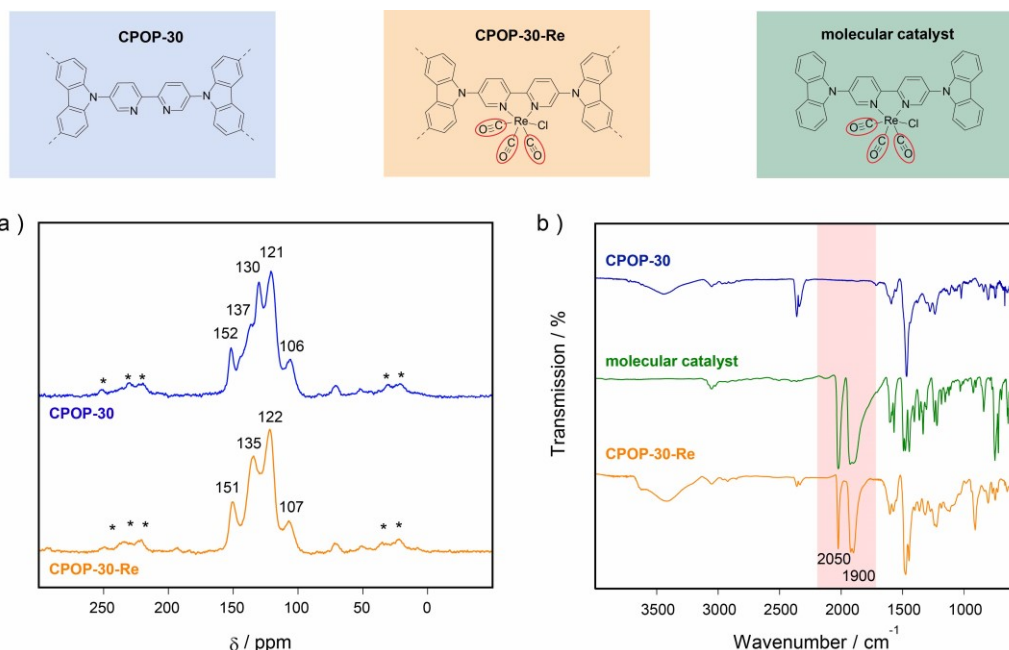 CPOP-30
CPOP-30-Re
molecular catalyst
N
N
N
N
N
N
N
N
O≡C
Re
Cl
C≡O
C≡O
N
N
N
N
O≡C
Re
Cl
C≡O
C≡O
a )
152
137
130
121
106
* * *
* *
CPOP-30
151
135
122
107
* * *
* *
CPOP-30-Re
250 200 150 100 50 0
δ / ppm
b )
CPOP-30
molecular catalyst
CPOP-30-Re
2050
1900
Transmission / %
3500 3000 2500 2000 1500 1000
Wavenumber / cm⁻¹